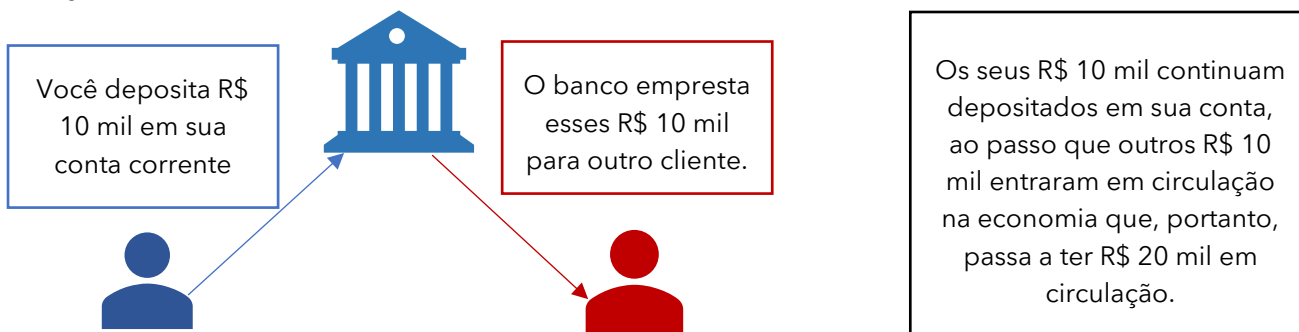 Você deposita R$
10 mil em sua
conta corrente
O banco empresta
esses R$ 10 mil
para outro cliente.
Os seus R$ 10 mil continuam
depositados em sua conta,
ao passo que outros R$ 10
mil entraram em circulação
na economia que, portanto,
passa a ter R$ 20 mil em
circulação.